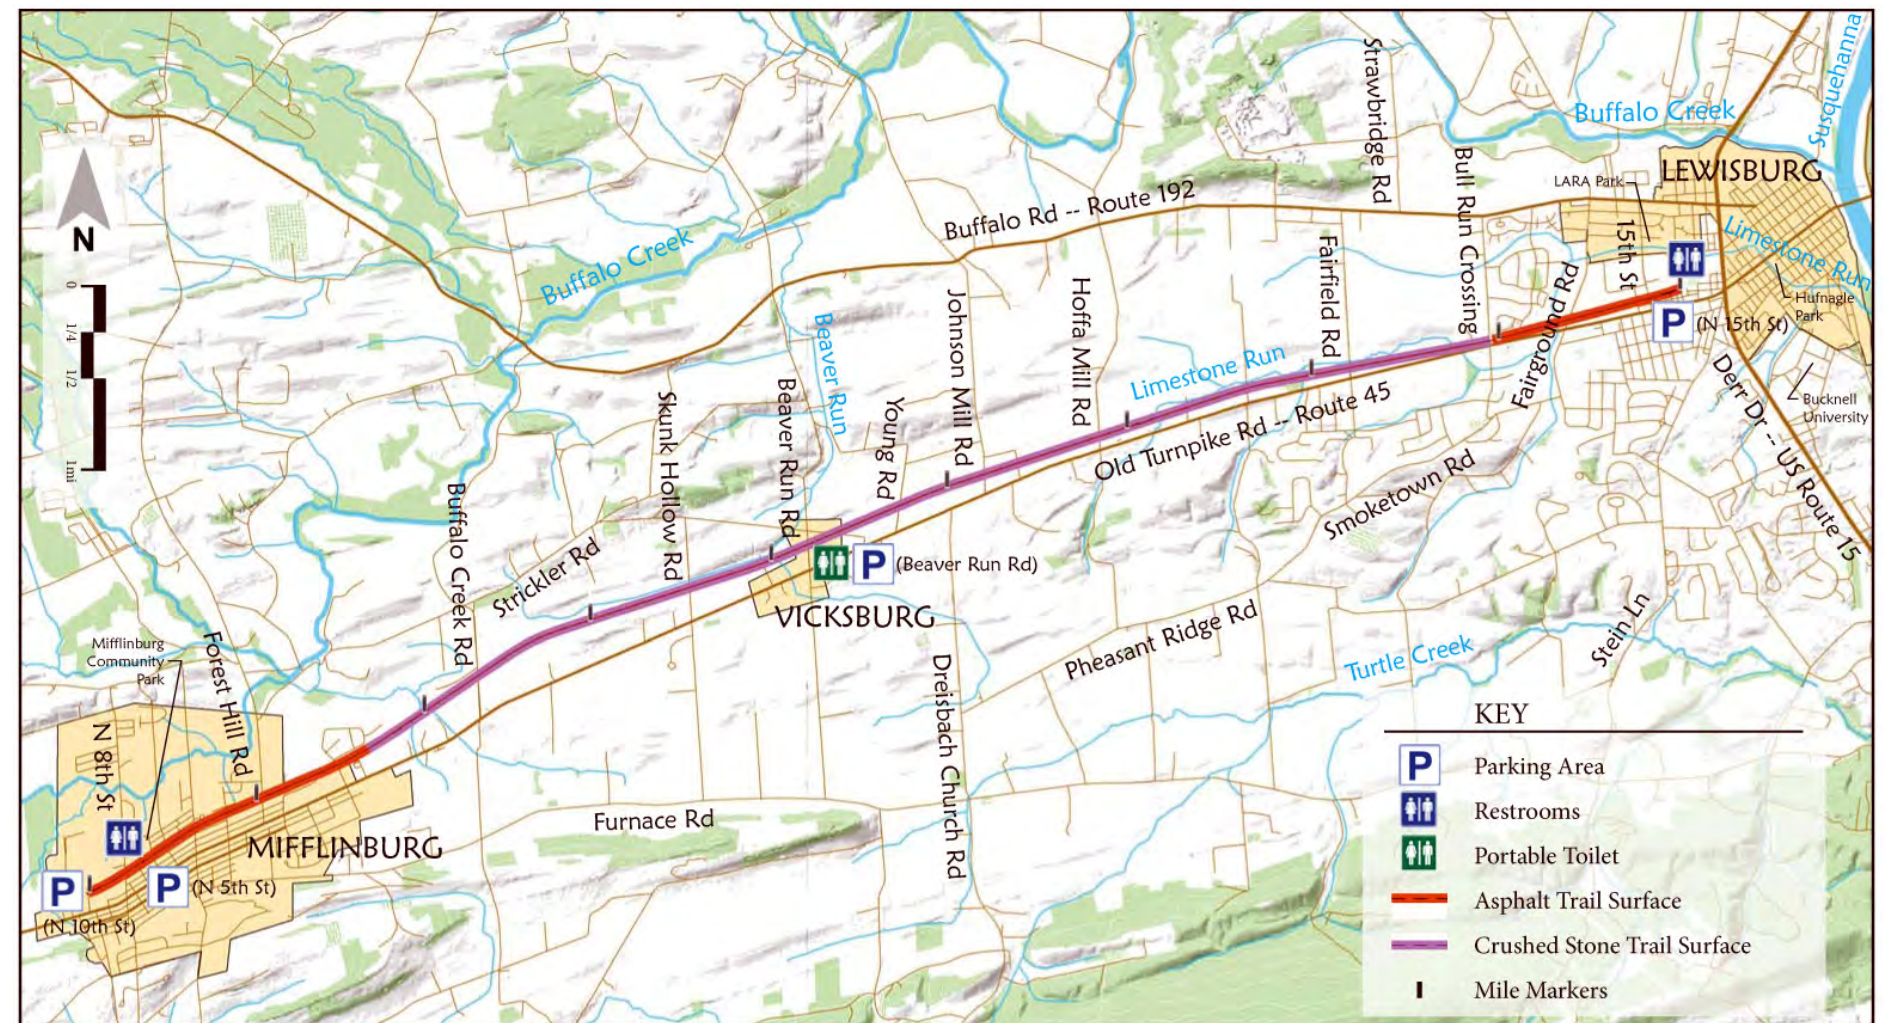 Susquehanna
Buffalo Creek
Strawbridge Rd
Bull Run Crossing
LEWISBURG
LARA Park
15th St
Limestone Run
Buffalo Rd -- Route 192
Buffalo Creek
N
0
1/4
1/2
1mi
Fairfield Rd
Hoffa Mill Rd
Johnson Mill Rd
Fairground Rd
Hufnagle
Park
P
(N 15th St)
Beaver Run
Limestone Run
Derr Dr -- US Route 15
Bucknell
University
Skunk Hollow Rd
Beaver Run Rd
Young Rd
Old Turnpike Rd -- Route 45
Smoketown Rd
Buffalo Creek Rd
Strickler Rd
P
(Beaver Run Rd)
VICKSBURG
Pheasant Ridge Rd
Turtle Creek
Stein Ln
Mifflinburg
Community
Park
Forest Hill Rd
Dreisbach Church Rd
N 8th St
Furnace Rd
MIFFLINBURG
P
P
(N 5th St)
(N 10th St)
KEY
P
Parking Area
Restrooms
Portable Toilet
Asphalt Trail Surface
Crushed Stone Trail Surface
Mile Markers